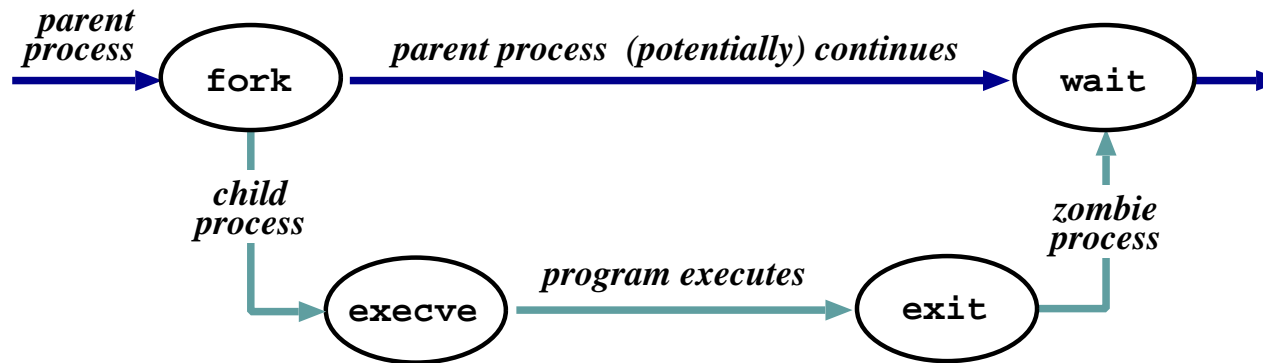 parent
process
fork
parent process (potentially) continues
wait
child
process
zombie
process
execve
program executes
exit